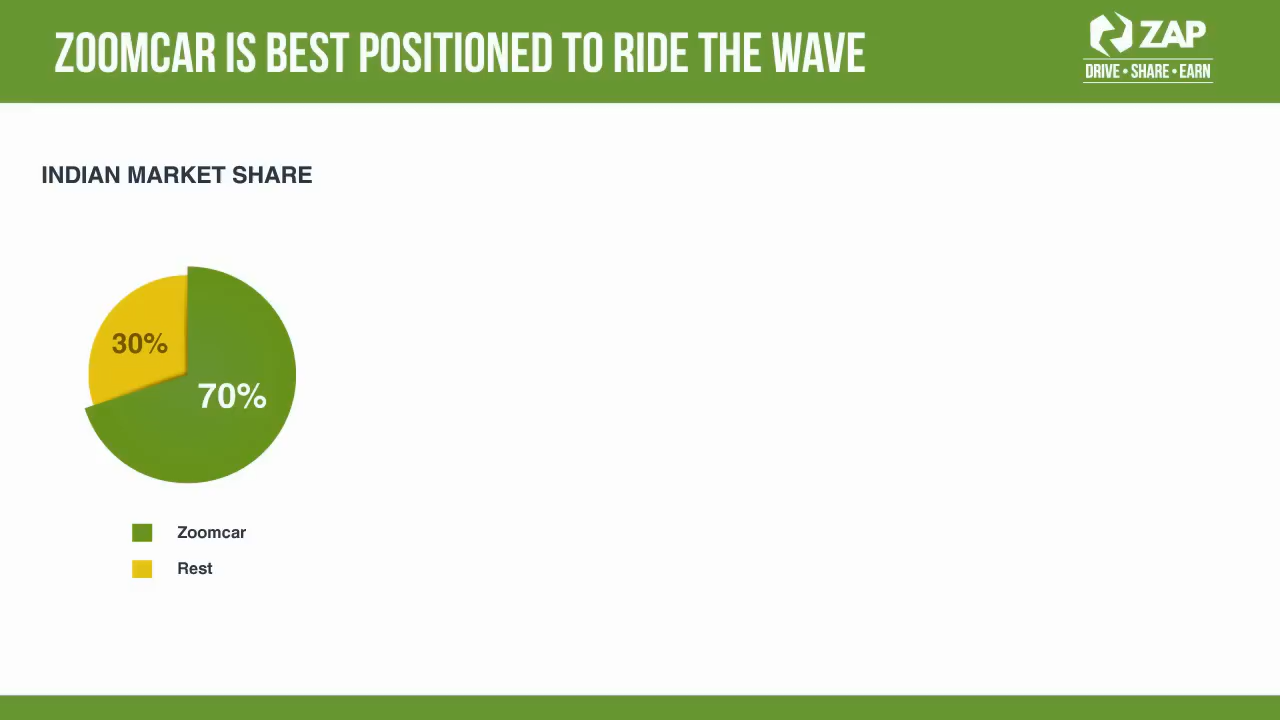 ZOOMCAR IS BEST POSITIONED TO RIDE THE WAVE
ZAP
DRIVE • SHARE • EARN
INDIAN MARKET SHARE
30%
70%
Zoomcar
Rest